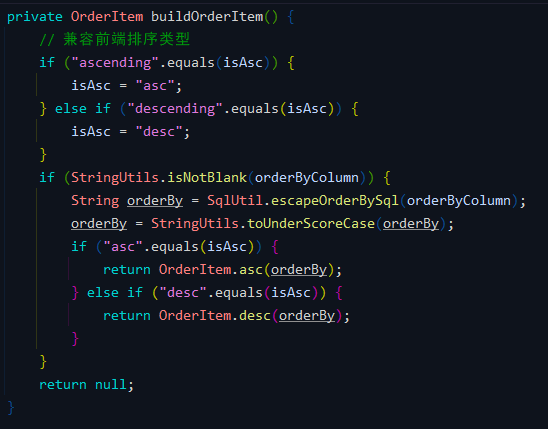 private OrderItem buildOrderItem() {
    // 兼容前端排序类型
    if ("ascending".equals(isAsc)) {
        isAsc = "asc";
    } else if ("descending".equals(isAsc)) {
        isAsc = "desc";
    }
    if (StringUtils.isNotBlank(orderByColumn)) {
        String orderBy = SqlUtil.escapeOrderBySql(orderByColumn);
        orderBy = StringUtils.toUnderScoreCase(orderBy);
        if ("asc".equals(isAsc)) {
            return OrderItem.asc(orderBy);
        } else if ("desc".equals(isAsc)) {
            return OrderItem.desc(orderBy);
        }
    }
    return null;
}